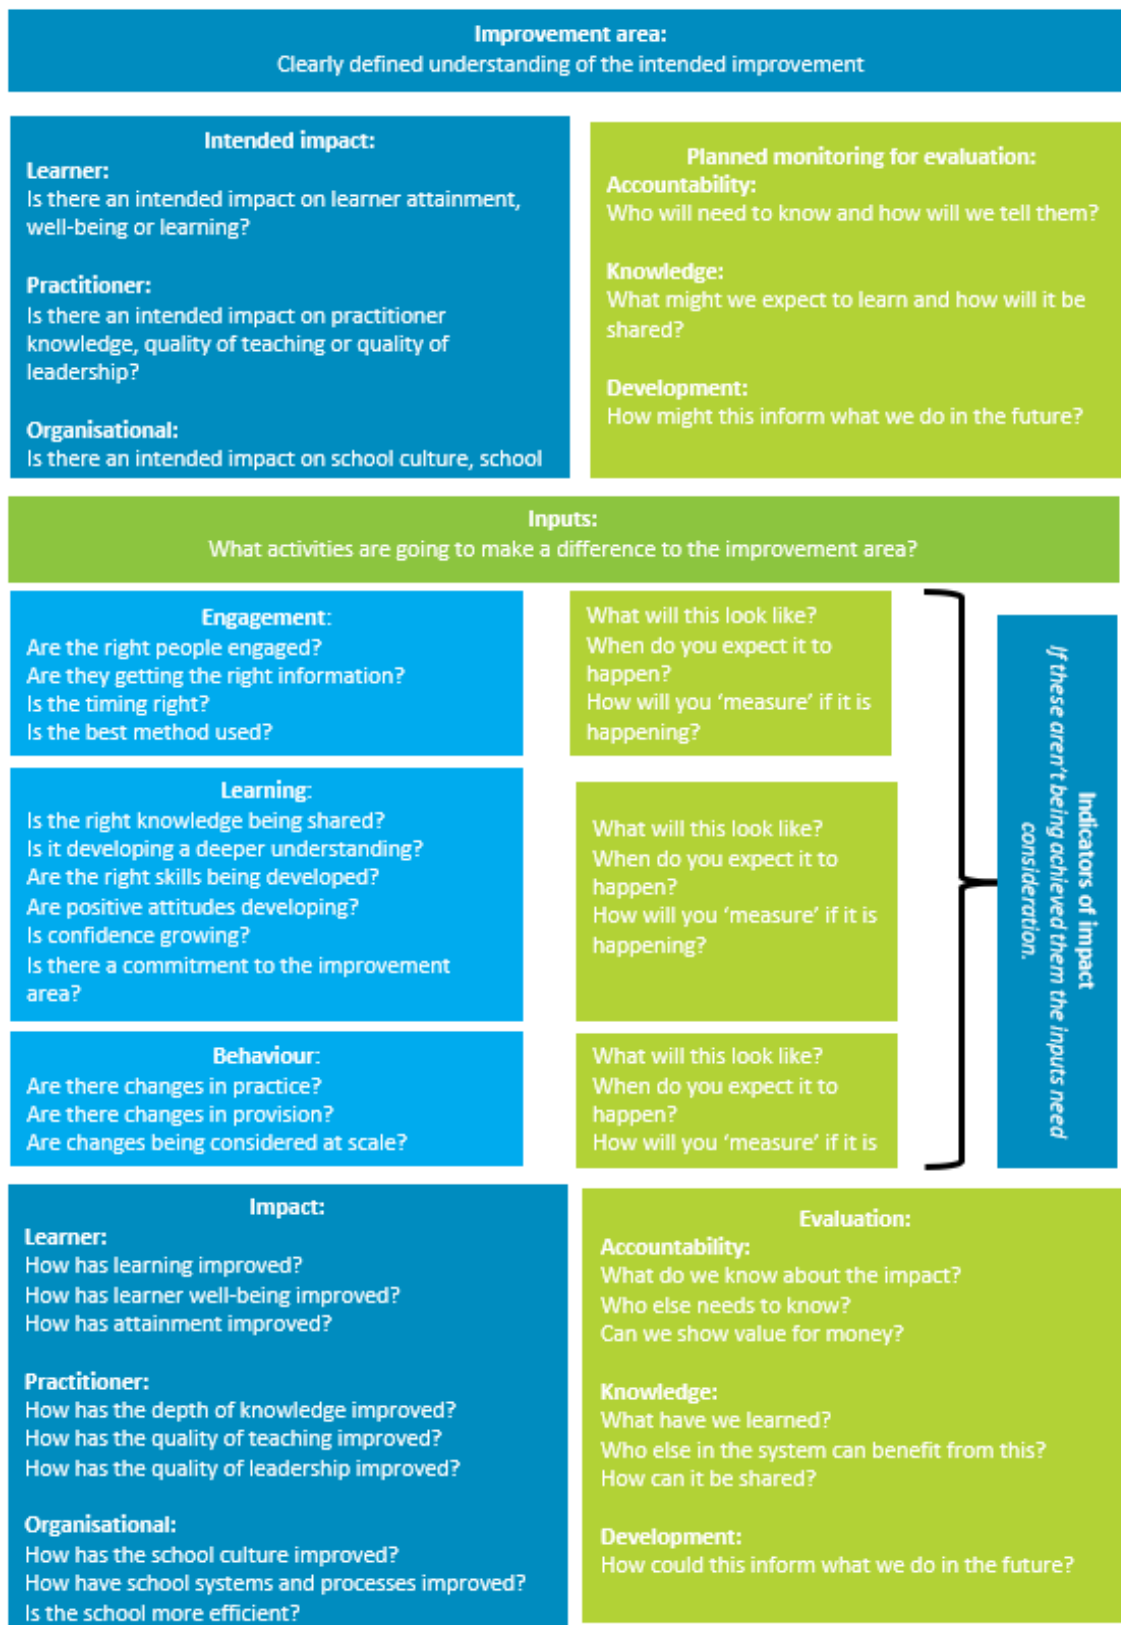 Improvement area:
Clearly defined understanding of the intended improvement
Intended impact:
Learner:
Is there an intended impact on learner attainment,
well-being or learning?
Practitioner:
Is there an intended impact on practitioner
knowledge, quality of teaching or quality of
leadership?
Organisational:
Is there an intended impact on school culture, school
Planned monitoring for evaluation:
Accountability:
Who will need to know and how will we tell them?
Knowledge:
What might we expect to learn and how will it be
shared?
Development:
How might this inform what we do in the future?
Inputs:
What activities are going to make a difference to the improvement area?
Engagement:
Are the right people engaged?
Are they getting the right information?
Is the timing right?
Is the best method used?
What will this look like?
When do you expect it to
happen?
How will you ‘measure’ if it is
happening?
Learning:
Is the right knowledge being shared?
Is it developing a deeper understanding?
Are the right skills being developed?
Are positive attitudes developing?
Is confidence growing?
Is there a commitment to the improvement
area?
What will this look like?
When do you expect it to
happen?
How will you ‘measure’ if it is
happening?
Behaviour:
Are there changes in practice?
Are there changes in provision?
Are changes being considered at scale?
What will this look like?
When do you expect it to
happen?
How will you ‘measure’ if it is
Indicators of impact
If these aren’t being achieved them the inputs need
consideration.
Impact:
Learner:
How has learning improved?
How has learner well-being improved?
How has attainment improved?
Practitioner:
How has the depth of knowledge improved?
How has the quality of teaching improved?
How has the quality of leadership improved?
Organisational:
How has the school culture improved?
How have school systems and processes improved?
Is the school more efficient?
Evaluation:
Accountability:
What do we know about the impact?
Who else needs to know?
Can we show value for money?
Knowledge:
What have we learned?
Who else in the system can benefit from this?
How can it be shared?
Development:
How could this inform what we do in the future?